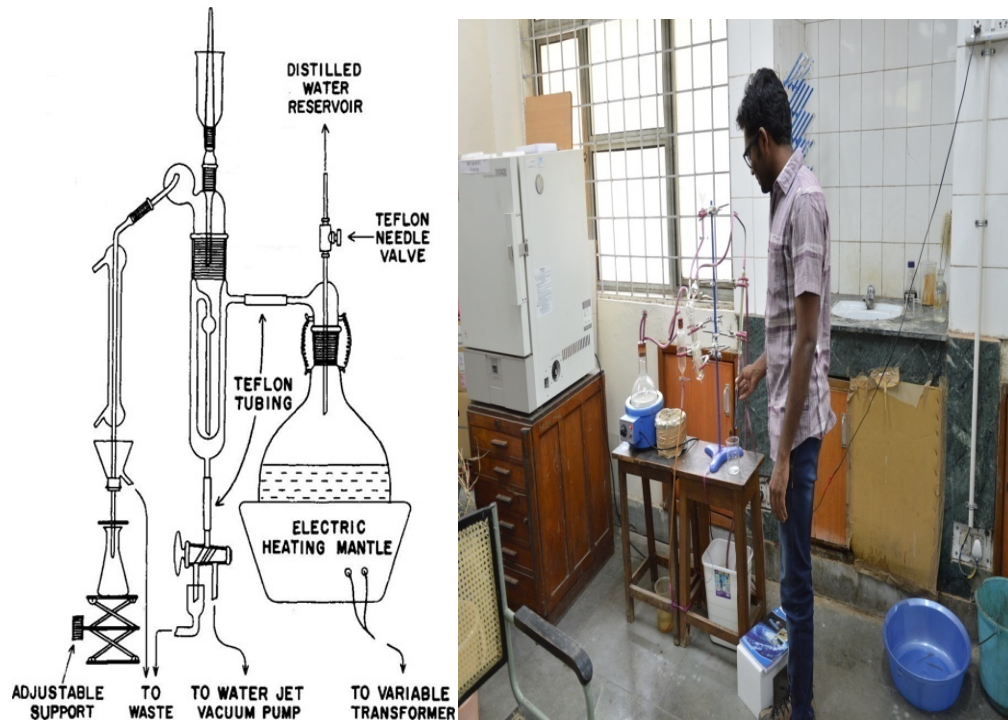 DISTILLED
WATER
RESERVOIR
TEFLON
NEEDLE
VALVE
TEFLON
TUBING
ELECTRIC
HEATING MANTLE
ADJUSTABLE
SUPPORT
TO
WASTE
TO WATER JET
VACUUM PUMP
TO VARIABLE
TRANSFORMER